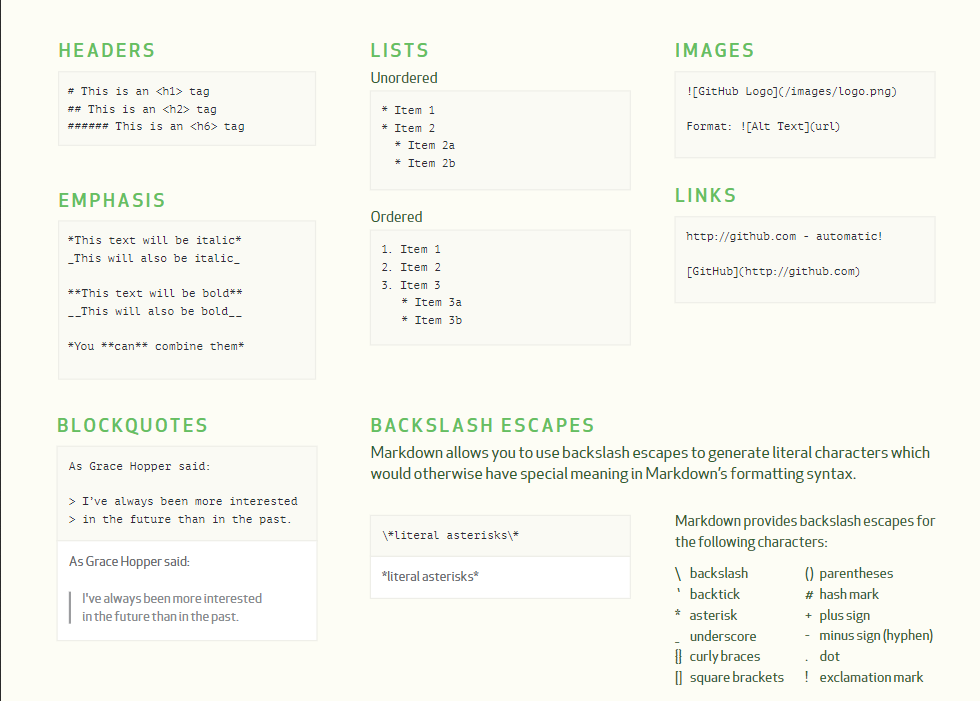 HEADERS
# This is an <h1> tag
## This is an <h2> tag
###### This is an <h6> tag
EMPHASIS
*This text will be italic*
_This will also be italic_
**This text will be bold**
__This will also be bold__
*You **can** combine them*
LISTS
Unordered
* Item 1
* Item 2
  * Item 2a
  * Item 2b
Ordered
1. Item 1
2. Item 2
3. Item 3
   * Item 3a
   * Item 3b
IMAGES
![GitHub Logo](/images/logo.png)
Format: ![Alt Text](url)
LINKS
http://github.com - automatic!
[GitHub](http://github.com)
BLOCKQUOTES
As Grace Hopper said:
> I've always been more interested
> in the future than in the past.
As Grace Hopper said:
I've always been more interested
in the future than in the past.
BACKSLASH ESCAPES
Markdown allows you to use backslash escapes to generate literal characters which
would otherwise have special meaning in Markdown's formatting syntax.
\*literal asterisks\*
*literal asterisks*
Markdown provides backslash escapes for
the following characters:
\ backslash
` backtick
* asterisk
_ underscore
{} curly braces
[] square brackets
() parentheses
# hash mark
+ plus sign
- minus sign (hyphen)
. dot
! exclamation mark